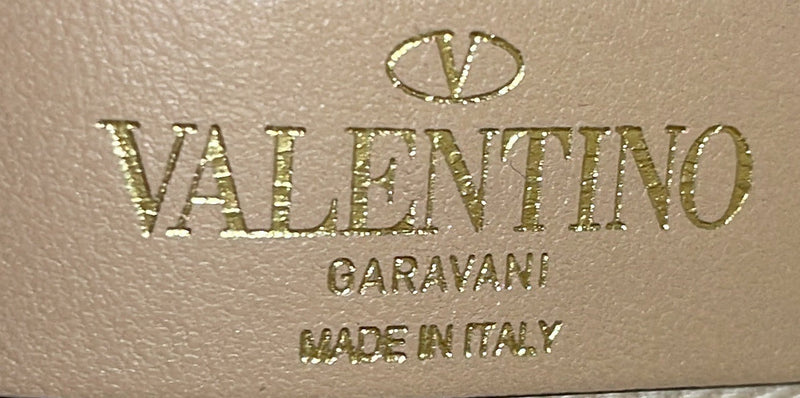 V
VALENTINO
GARAVANI
MADE IN ITALY